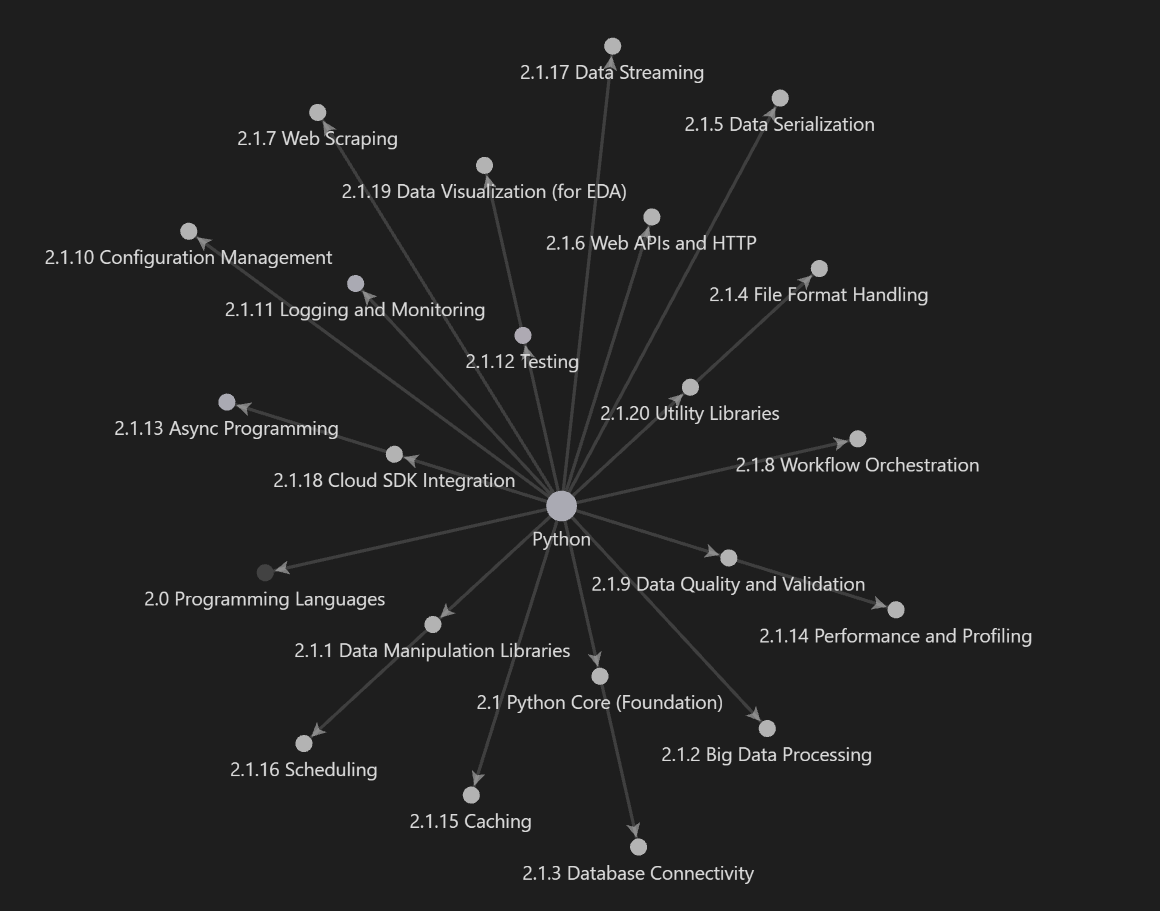 2.1.17 Data Streaming
2.1.5 Data Serialization
2.1.7 Web Scraping
2.1.19 Data Visualization (for EDA)
2.1.6 Web APIs and HTTP
2.1.10 Configuration Management
2.1.4 File Format Handling
2.1.11 Logging and Monitoring
2.1.12 Testing
2.1.20 Utility Libraries
2.1.13 Async Programming
2.1.8 Workflow Orchestration
2.1.18 Cloud SDK Integration
Python
2.1.9 Data Quality and Validation
2.0 Programming Languages
2.1.14 Performance and Profiling
2.1.1 Data Manipulation Libraries
2.1 Python Core (Foundation)
2.1.2 Big Data Processing
2.1.16 Scheduling
2.1.15 Caching
2.1.3 Database Connectivity